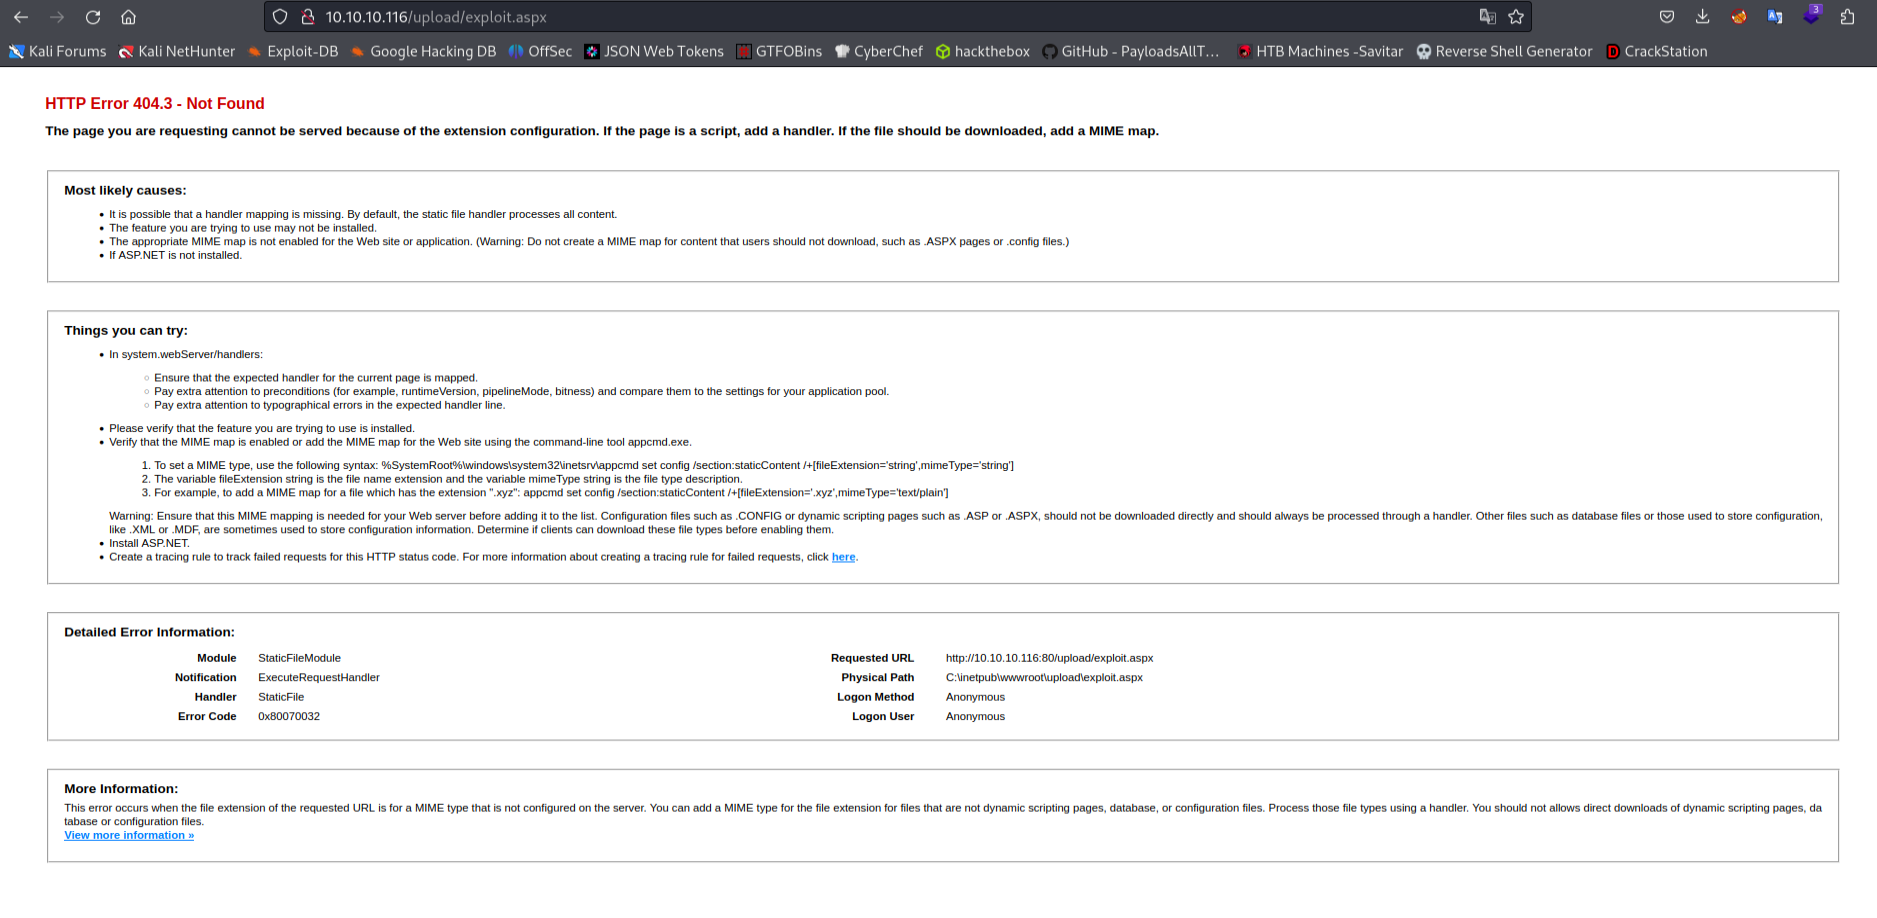 10.10.10.116/upload/exploit.aspx
3
Kali Forums Kali NetHunter Exploit-DB Google Hacking DB OffSec JSON Web Tokens GTFOBins CyberChef hackthebox GitHub - PayloadsAllT... HTB Machines -Savitar Reverse Shell Generator CrackStation
HTTP Error 404.3 - Not Found
The page you are requesting cannot be served because of the extension configuration. If the page is a script, add a handler. If the file should be downloaded, add a MIME map.
Most likely causes:
• It is possible that a handler mapping is missing. By default, the static file handler processes all content.
• The feature you are trying to use may not be installed.
• The appropriate MIME map is not enabled for the Web site or application. (Warning: Do not create a MIME map for content that users should not download, such as .ASPX pages or .config files.)
• If ASP.NET is not installed.
Things you can try:
• In system.webServer/handlers:
◦ Ensure that the expected handler for the current page is mapped.
◦ Pay extra attention to preconditions (for example, runtimeVersion, pipelineMode, bitness) and compare them to the settings for your application pool.
◦ Pay extra attention to typographical errors in the expected handler line.
• Please verify that the feature you are trying to use is installed.
• Verify that the MIME map is enabled or add the MIME map for the Web site using the command-line tool appcmd.exe.
1. To set a MIME type, use the following syntax: %SystemRoot%\windows\system32\inetsrv\appcmd set config /section:staticContent /+[fileExtension='string',mimeType='string']
2. The variable fileExtension string is the file name extension and the variable mimeType string is the file type description.
3. For example, to add a MIME map for a file which has the extension ".xyz": appcmd set config /section:staticContent /+[fileExtension='.xyz',mimeType='text/plain']
Warning: Ensure that this MIME mapping is needed for your Web server before adding it to the list. Configuration files such as .CONFIG or dynamic scripting pages such as .ASP or .ASPX, should not be downloaded directly and should always be processed through a handler. Other files such as database files or those used to store configuration,
like .XML or .MDF, are sometimes used to store configuration information. Determine if clients can download these file types before enabling them.
• Install ASP.NET.
• Create a tracing rule to track failed requests for this HTTP status code. For more information about creating a tracing rule for failed requests, click here.
Detailed Error Information:
Module StaticFileModule
Notification ExecuteRequestHandler
Handler StaticFile
Error Code 0x80070032
Requested URL http://10.10.10.116:80/upload/exploit.aspx
Physical Path C:\inetpub\wwwroot\upload\exploit.aspx
Logon Method Anonymous
Logon User Anonymous
More Information:
This error occurs when the file extension of the requested URL is for a MIME type that is not configured on the server. You can add a MIME type for the file extension for files that are not dynamic scripting pages, database, or configuration files. Process those file types using a handler. You should not allows direct downloads of dynamic scripting pages, da
tabase or configuration files.
View more information »